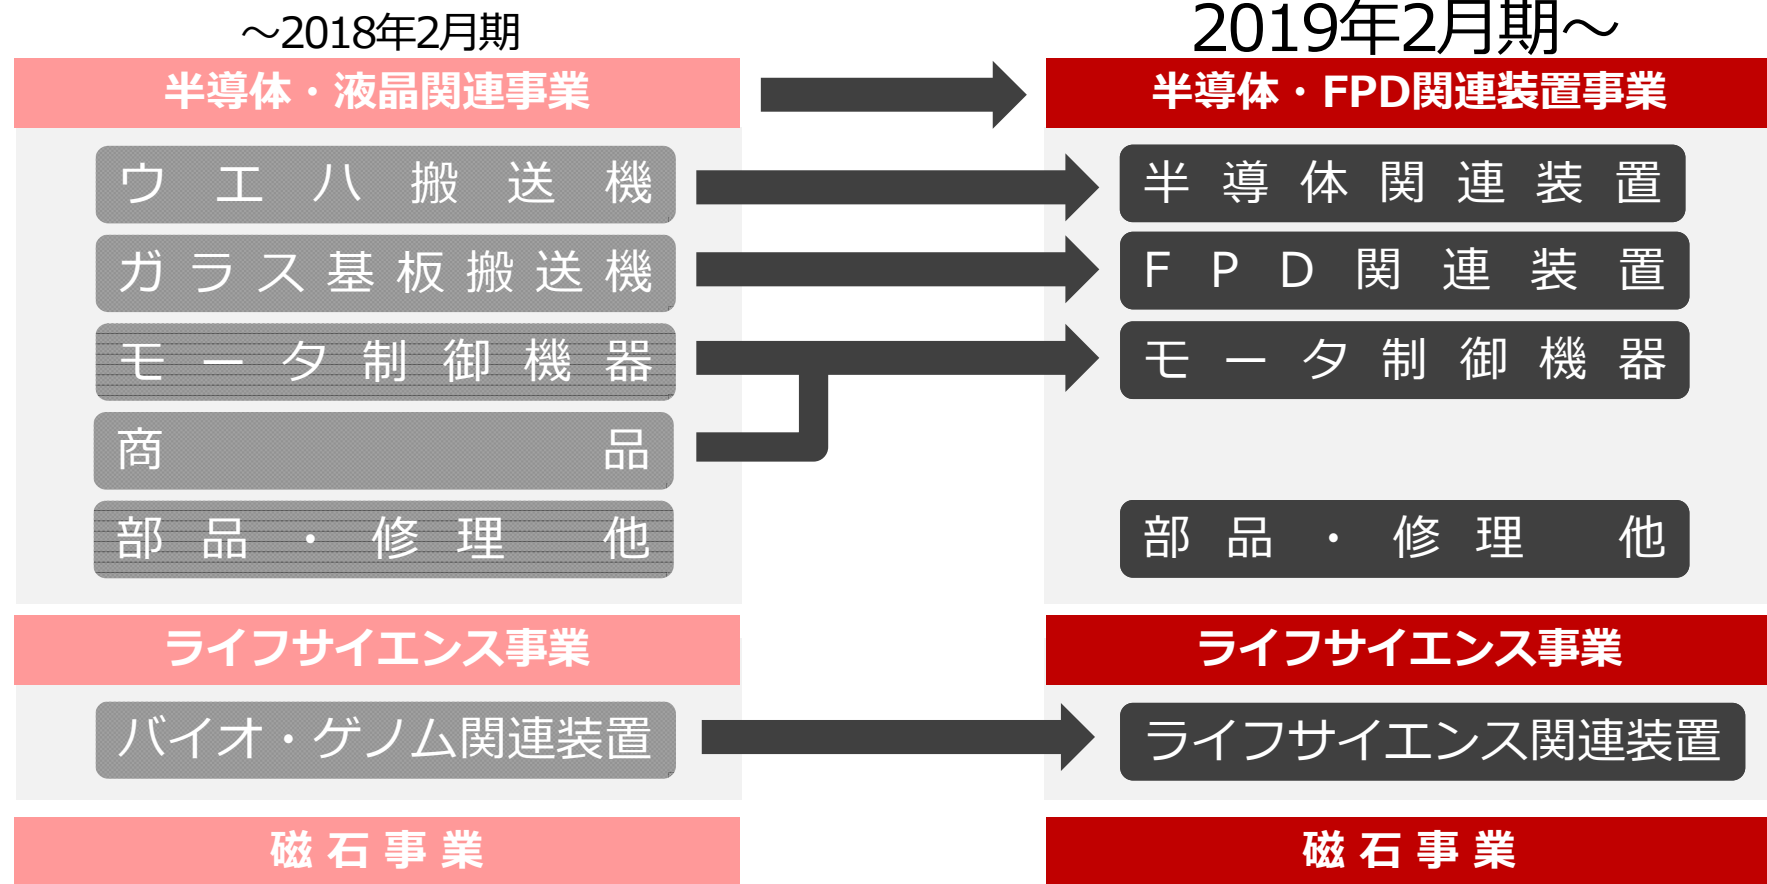 ～2018年2月期
2019年2月期～
半導体・液晶関連事業
半導体・FPD関連装置事業
ウエハ搬送機
半導体関連装置
ガラス基板搬送機
FPD関連装置
モータ制御機器
モータ制御機器
商品
部品・修理 他
部品・修理 他
ライフサイエンス事業
ライフサイエンス事業
バイオ・ゲノム関連装置
ライフサイエンス関連装置
磁石事業
磁石事業